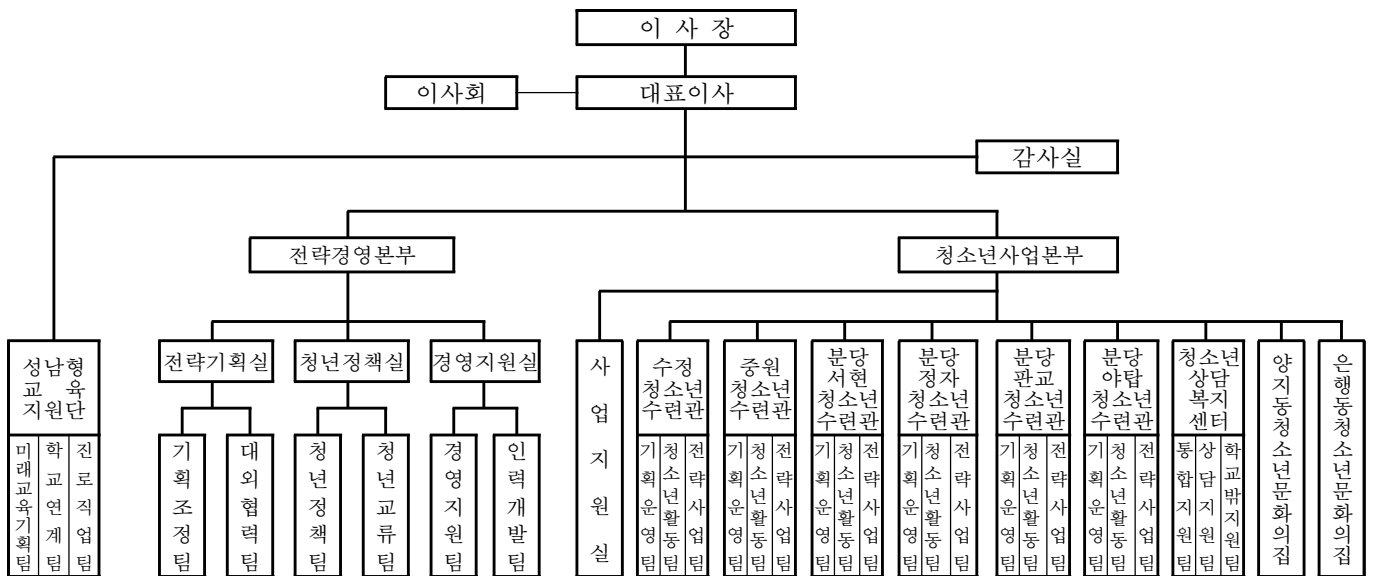 이 사 장
이사회
대표이사
감사실
전략경영본부
청소년사업본부
성남형
교 육
지원단
전략기획실
청년정책실
경영지원실
사업지원실
수정
청소년
수련관
중원
청소년
수련관
분당
서현
청소년
수련관
분당
정자
청소년
수련관
분당
판교
청소년
수련관
분당
야탑
청소년
수련관
청소년
상담
복지
센터
양지동청소년문화의집
은행동청소년문화의집
미래교육기획팀
학교연계팀
진로직업팀
기획조정팀
대외협력팀
청년정책팀
청년교류팀
경영지원팀
인력개발팀
기획운영팀
청소년활동팀
전략사업팀
기획운영팀
청소년활동팀
전략사업팀
기획운영팀
청소년활동팀
전략사업팀
기획운영팀
청소년활동팀
전략사업팀
기획운영팀
청소년활동팀
전략사업팀
기획운영팀
청소년활동팀
전략사업팀
통합지원팀
상담지원팀
학교밖지원팀